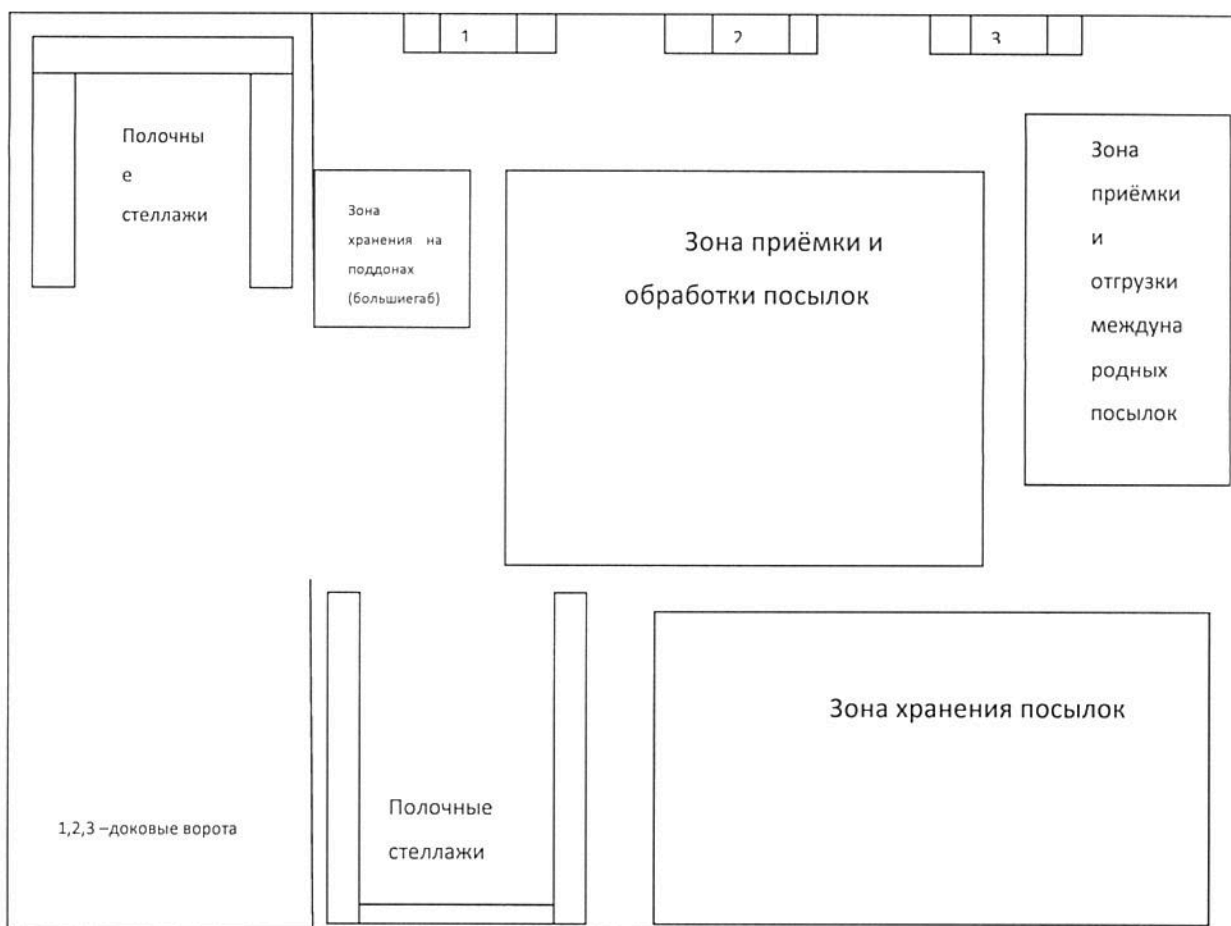 1
2
3
Полочны
е
стеллажи
Зона
хранения на
поддонах
(большиегаб)
Зона приёмки и
обработки посылок
Зона
приёмки
и
отгрузки
междуна
родных
посылок
Зона хранения посылок
Полочные
стеллажи
1,2,3 –доковые ворота